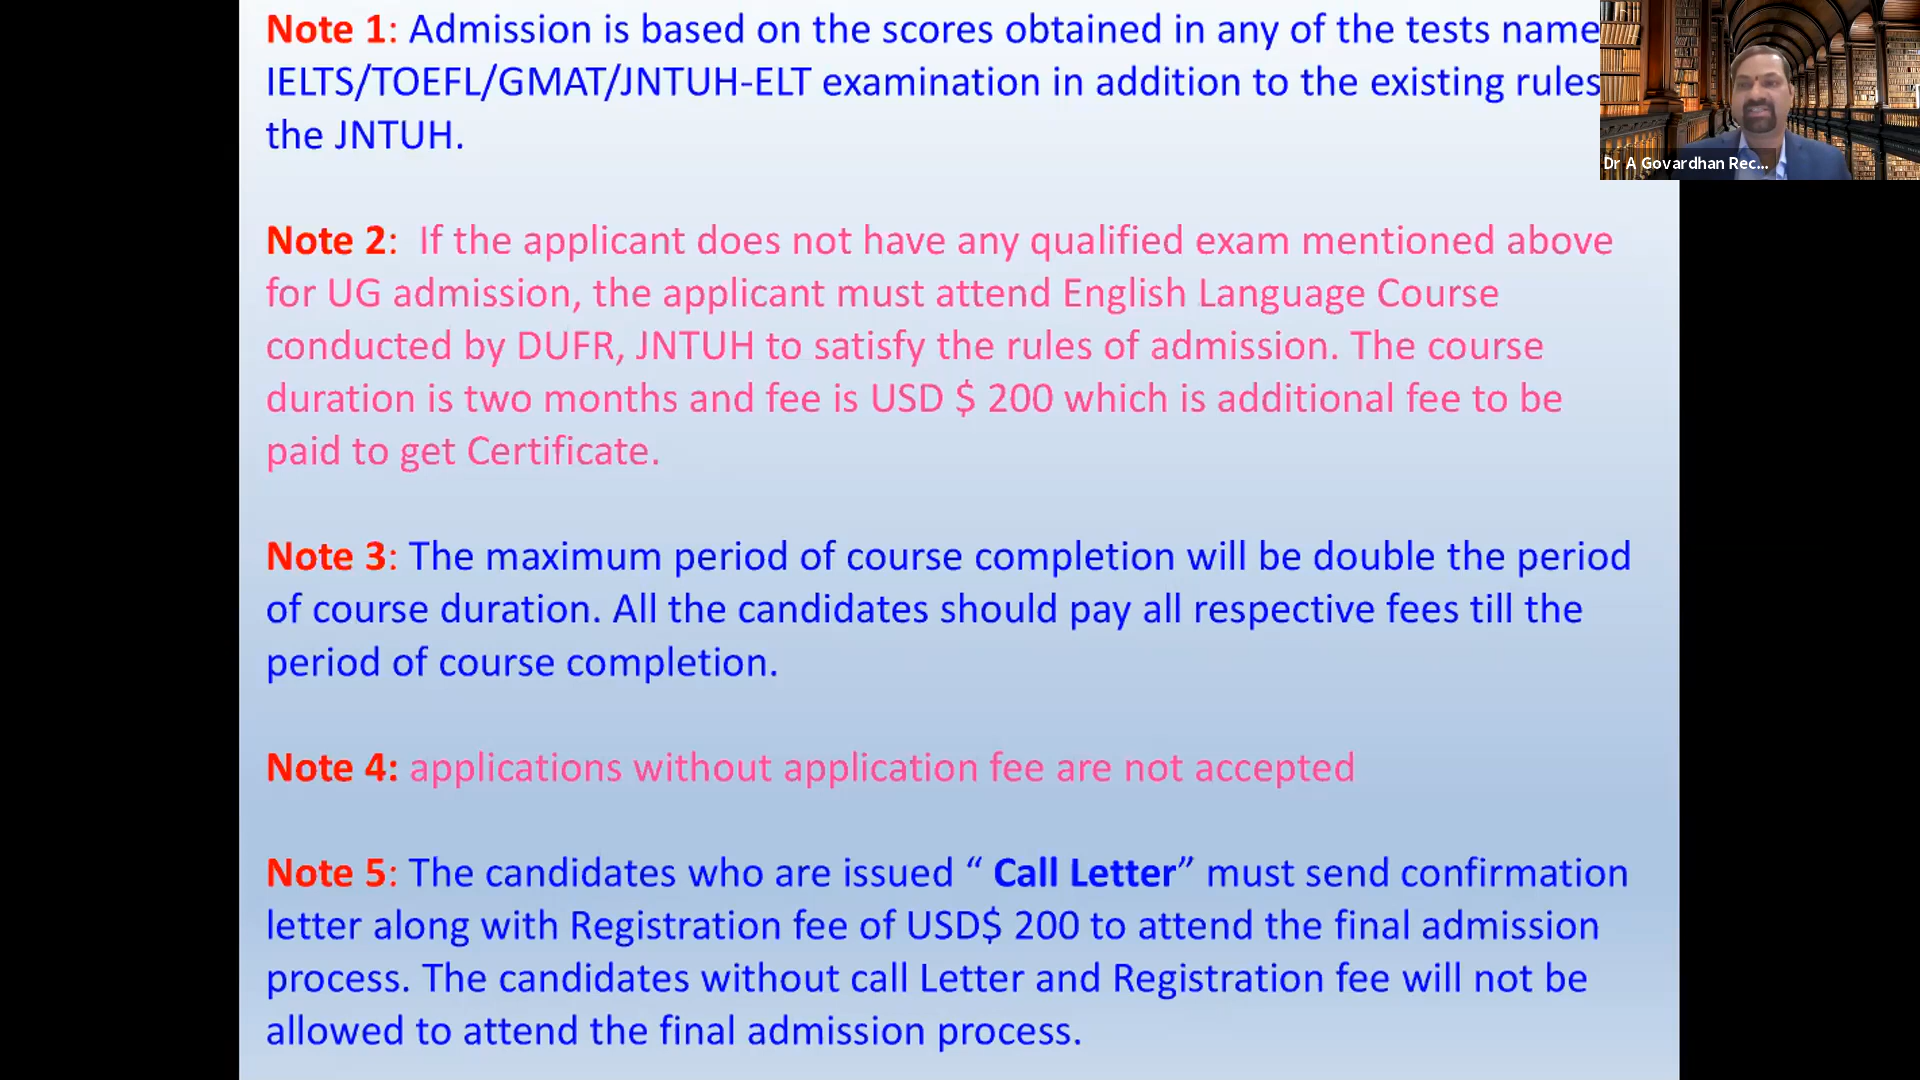 Note 1: Admission is based on the scores obtained in any of the tests name
IELTS/TOEFL/GMAT/JNTUH-ELT examination in addition to the existing rules
the JNTUH.
Dr A Govardhan Rec...
Note 2: If the applicant does not have any qualified exam mentioned above
for UG admission, the applicant must attend English Language Course
conducted by DUFR, JNTUH to satisfy the rules of admission. The course
duration is two months and fee is USD $ 200 which is additional fee to be
paid to get Certificate.
Note 3: The maximum period of course completion will be double the period
of course duration. All the candidates should pay all respective fees till the
period of course completion.
Note 4: applications without application fee are not accepted
Note 5: The candidates who are issued “ Call Letter” must send confirmation
letter along with Registration fee of USD$ 200 to attend the final admission
process. The candidates without call Letter and Registration fee will not be
allowed to attend the final admission process.